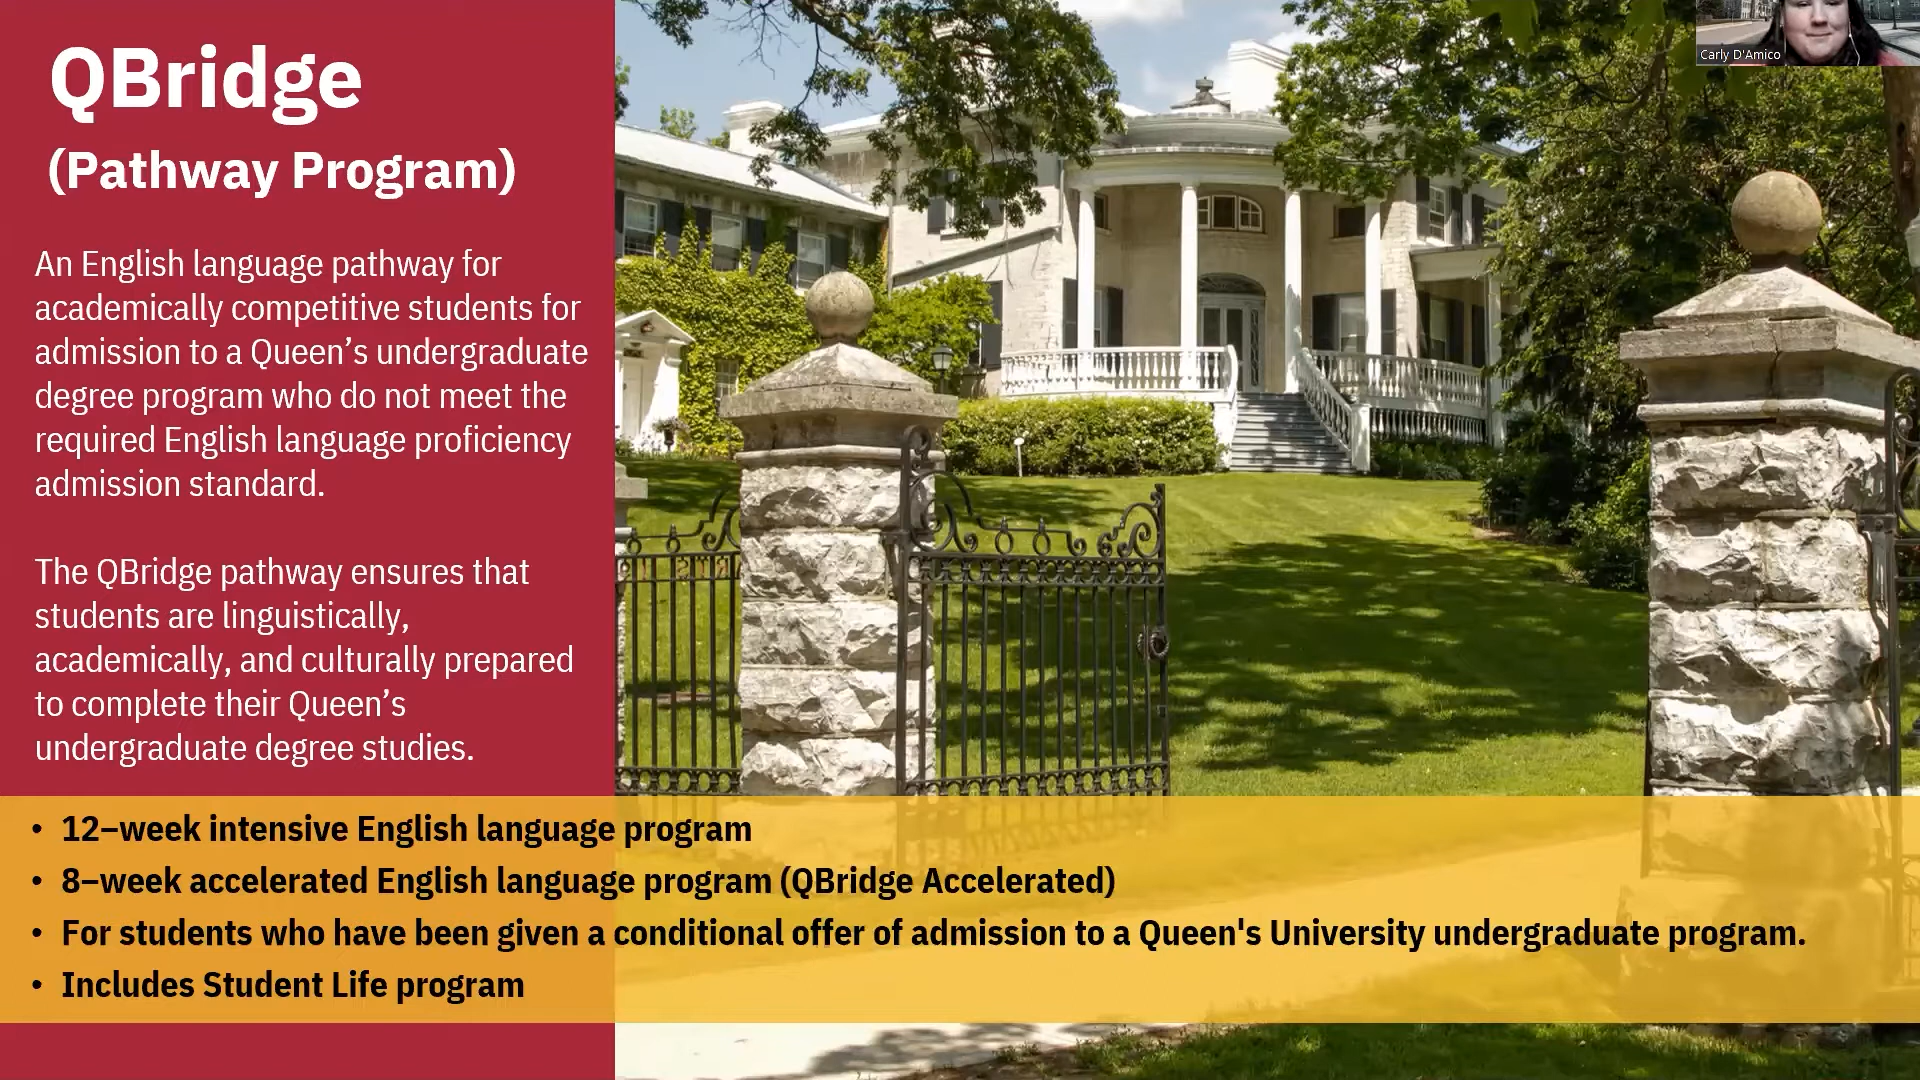 QBridge
(Pathway Program)
An English language pathway for
academically competitive students for
admission to a Queen’s undergraduate
degree program who do not meet the
required English language proficiency
admission standard.
The QBridge pathway ensures that
students are linguistically,
academically, and culturally prepared
to complete their Queen’s
undergraduate degree studies.
• 12–week intensive English language program
• 8–week accelerated English language program (QBridge Accelerated)
• For students who have been given a conditional offer of admission to a Queen's University undergraduate program.
• Includes Student Life program
Carly D'Amico